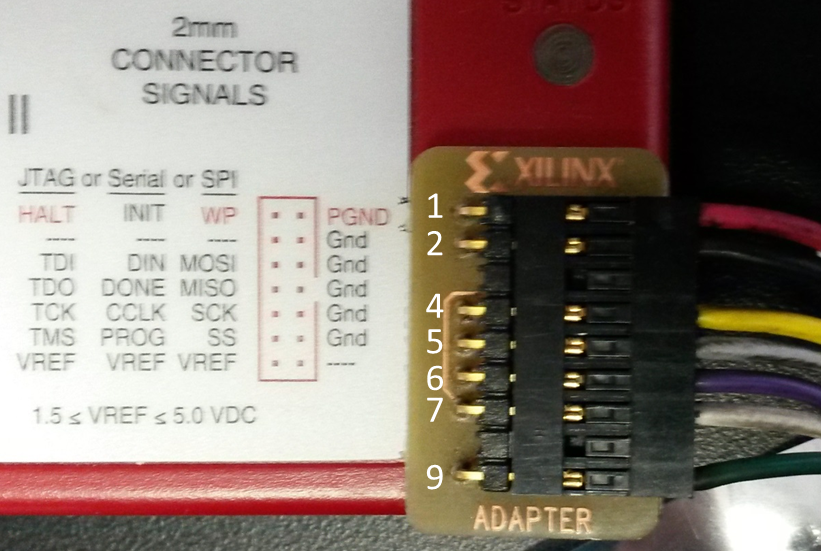 STATUS
2mm
CONNECTOR
SIGNALS
II
JTAG or Serial or SPI
HALT INIT WP PGND
---- ---- ---- Gnd
TDI DIN MOSI Gnd
TDO DONE MISO Gnd
TCK CCLK SCK Gnd
TMS PROG SS Gnd
VREF VREF VREF ----
1.5 ≤ VREF ≤ 5.0 VDC
XILINX
1
2
4
5
6
7
9
ADAPTER